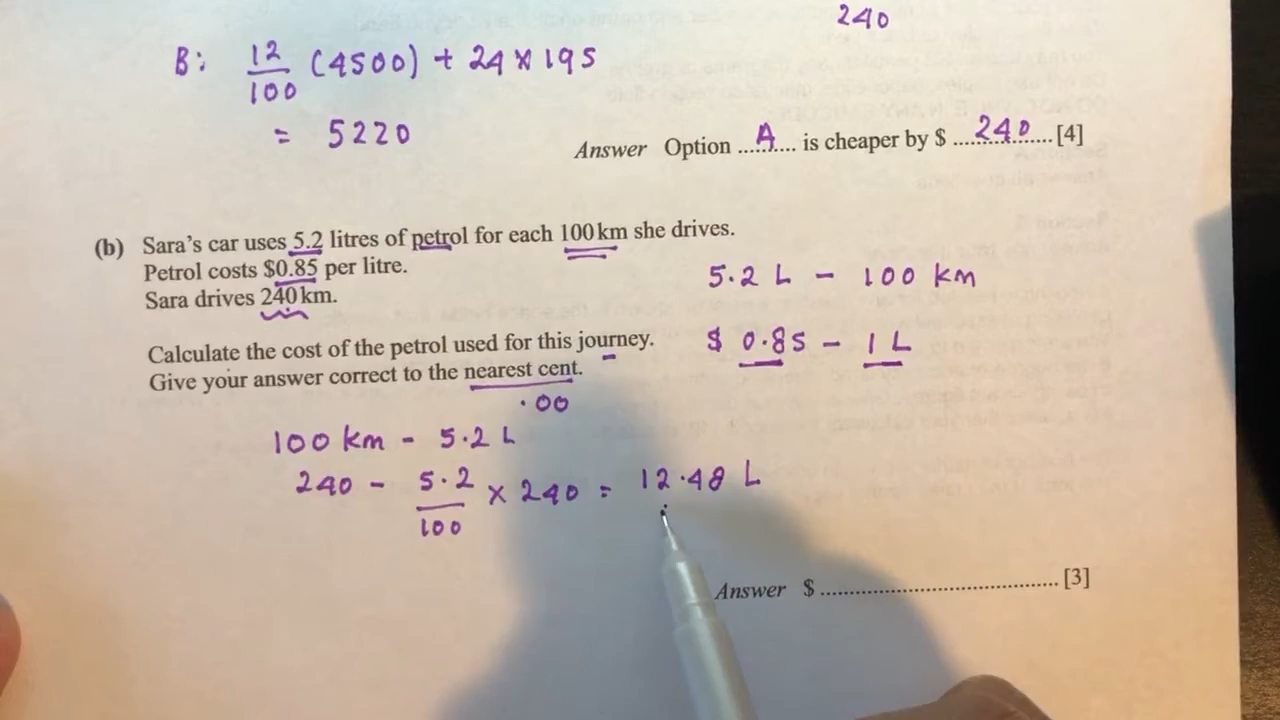 240
B: 12/100 (4500) + 24 × 195
= 5220
Answer Option ...A... is cheaper by $ ...240... [4]
(b) Sara's car uses 5.2 litres of petrol for each 100 km she drives.
Petrol costs $0.85 per litre.
Sara drives 240 km.
5.2 L - 100 km
Calculate the cost of the petrol used for this journey.
$ 0.85 - 1 L
Give your answer correct to the nearest cent.
.00
100 km - 5.2 L
240 - 5.2/100 × 240 = 12.48 L
Answer $ ........................................ [3]